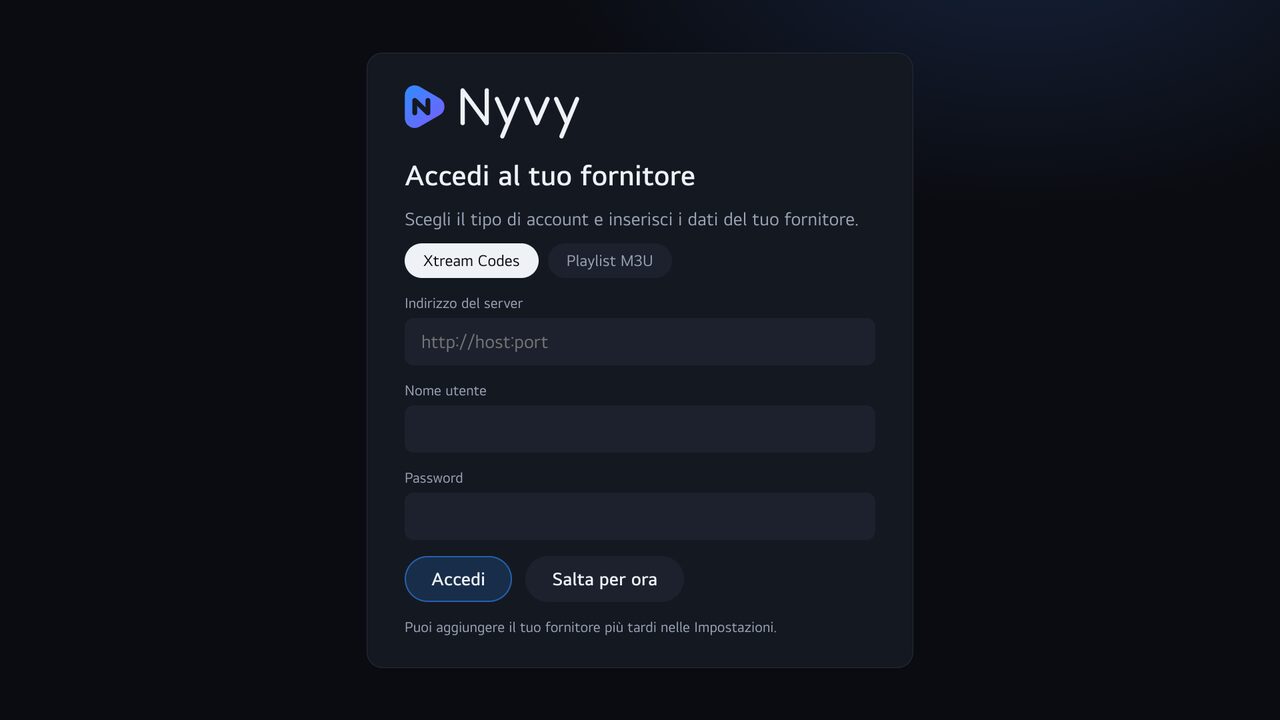 N Nyvy
Accedi al tuo fornitore
Scegli il tipo di account e inserisci i dati del tuo fornitore.
Xtream Codes Playlist M3U
Indirizzo del server
http://host:port
Nome utente
Password
Accedi Salta per ora
Puoi aggiungere il tuo fornitore più tardi nelle Impostazioni.